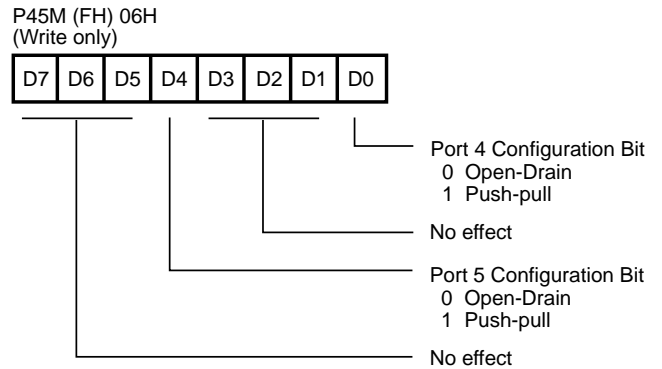 P45M (FH) 06H
(Write only)
D7 D6 D5 D4 D3 D2 D1 D0
Port 4 Configuration Bit
0 Open-Drain
1 Push-pull
No effect
Port 5 Configuration Bit
0 Open-Drain
1 Push-pull
No effect